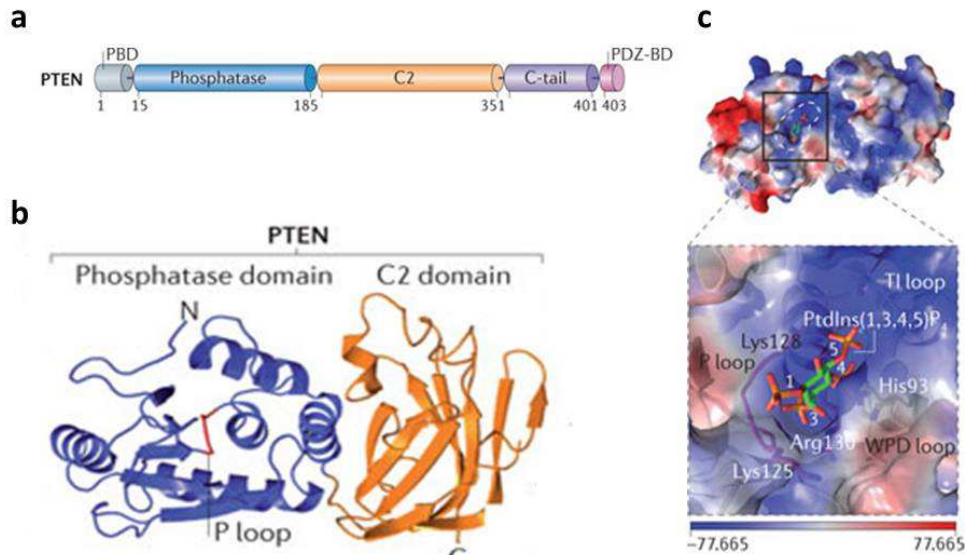 a
PBD
PDZ-BD
PTEN
Phosphatase
C2
C-tail
1
15
185
351
401
403
b
PTEN
Phosphatase domain
C2 domain
N
P loop
C
c
TI loop
PtdIns(1,3,4,5)P4
Lys128
P loop
5
4
1
His93
3
Arg130
WPD loop
Lys125
−77.665
77.665